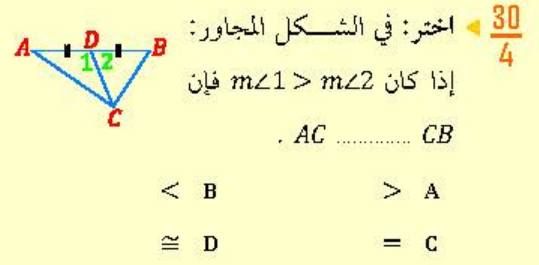 30/4 ◄ اختر: في الشكل المجاور:
إذا كان m∠1 > m∠2 فإن
AC .............. CB .
> A   < B
= C   ≅ D
A D B
1 2
C